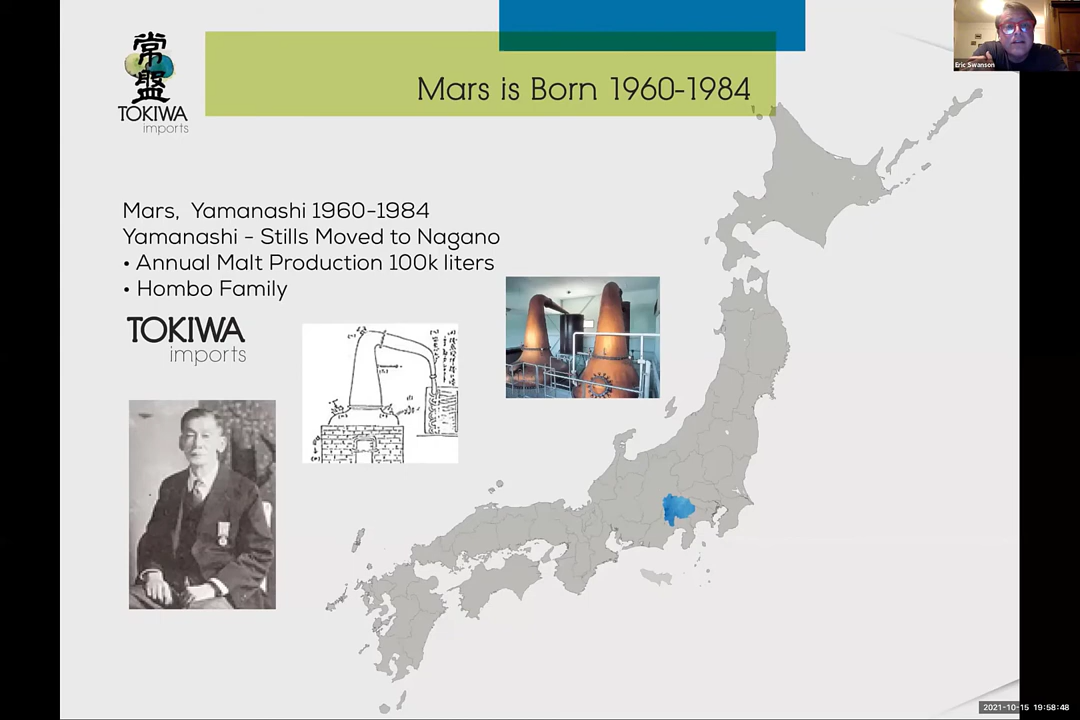 常盤
TOKIWA
imports
Mars is Born 1960-1984
Eric Swanson
Mars, Yamanashi 1960-1984
Yamanashi - Stills Moved to Nagano
• Annual Malt Production 100k liters
• Hombo Family
TOKIWA
imports
2021-10-15 19:58:48